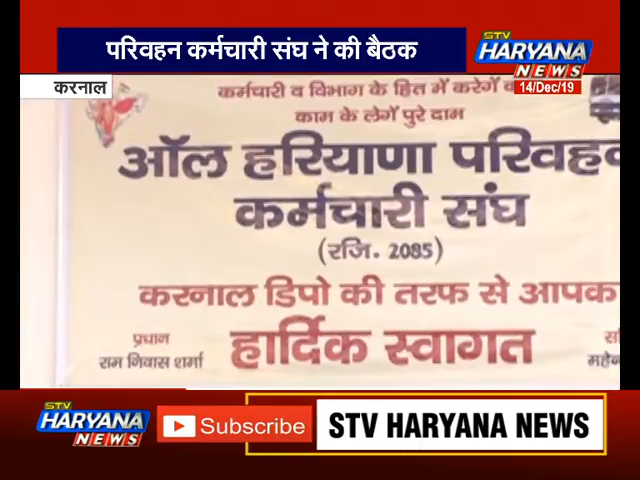 परिवहन कर्मचारी संघ ने की बैठक
STV
HARYANA
NEWS
14/Dec/19
करनाल
कर्मचारी व विभाग के हित में करेगें
काम के लेगें पुरे दाम
ऑल हरियाणा परिवहन
कर्मचारी संघ
(रजि. 2085)
करनाल डिपो की तरफ से आपक
हार्दिक स्वागत
प्रधान
राम निवास शर्मा
STV
HARYANA
NEWS
Subscribe
STV HARYANA NEWS